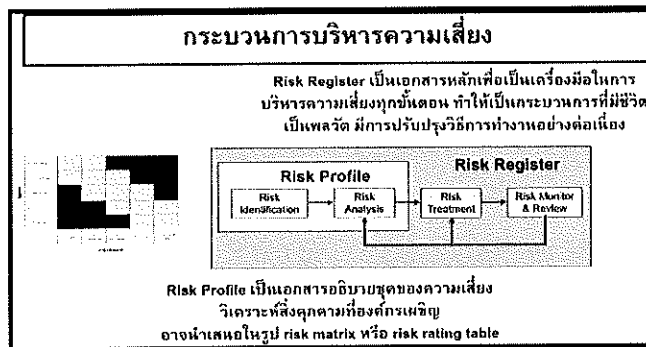 กระบวนการบริหารความเสี่ยง
Risk Register เป็นเอกสารหลักเพื่อเป็นเครื่องมือในการ
บริหารความเสี่ยงทุกขั้นตอน ทำให้เป็นกระบวนการที่มีชีวิต
เป็นพลวัต มีการปรับปรุงวิธีการทำงานอย่างต่อเนื่อง
Risk Register
Risk Profile
Risk Identification
Risk Analysis
Risk Treatment
Risk Monitor & Review
Risk Profile เป็นเอกสารอธิบายชุดของความเสี่ยง
วิเคราะห์สิ่งคุกคามที่องค์กรเผชิญ
อาจนำเสนอในรูป risk matrix หรือ risk rating table